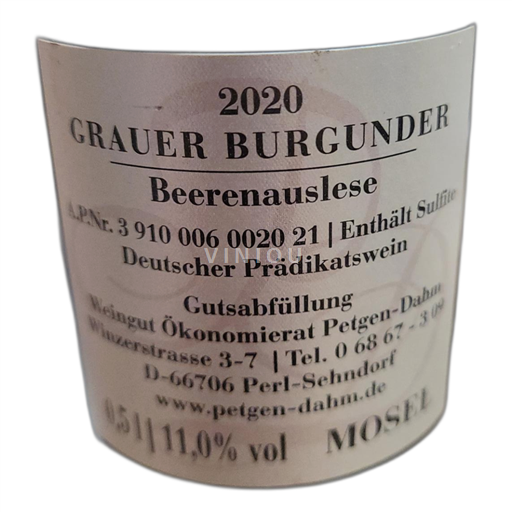 2020
GRAUER BURGUNDER
Beerenauslese
A.P.Nr. 3 910 006 0020 21 | Enthält Sulfite
VINIOU
Deutscher Prädikatswein
Gutsabfüllung
Weingut Ökonomierat Petgen-Dahm
Winzerstrasse 3-7 | Tel. 0 68 67 - 3 09
D-66706 Perl-Sehndorf
www.petgen-dahm.de
0,5 l | 11,0% vol MOSEL